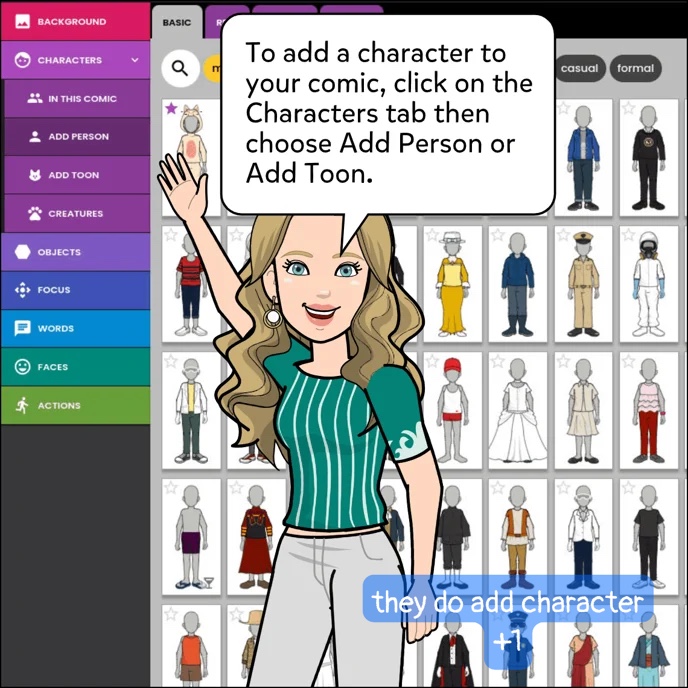 BACKGROUND
CHARACTERS
IN THIS COMIC
ADD PERSON
ADD TOON
CREATURES
OBJECTS
FOCUS
WORDS
FACES
ACTIONS
BASIC
To add a character to
your comic, click on the
Characters tab then
choose Add Person or
Add Toon.
casual
formal
they do add character
+1